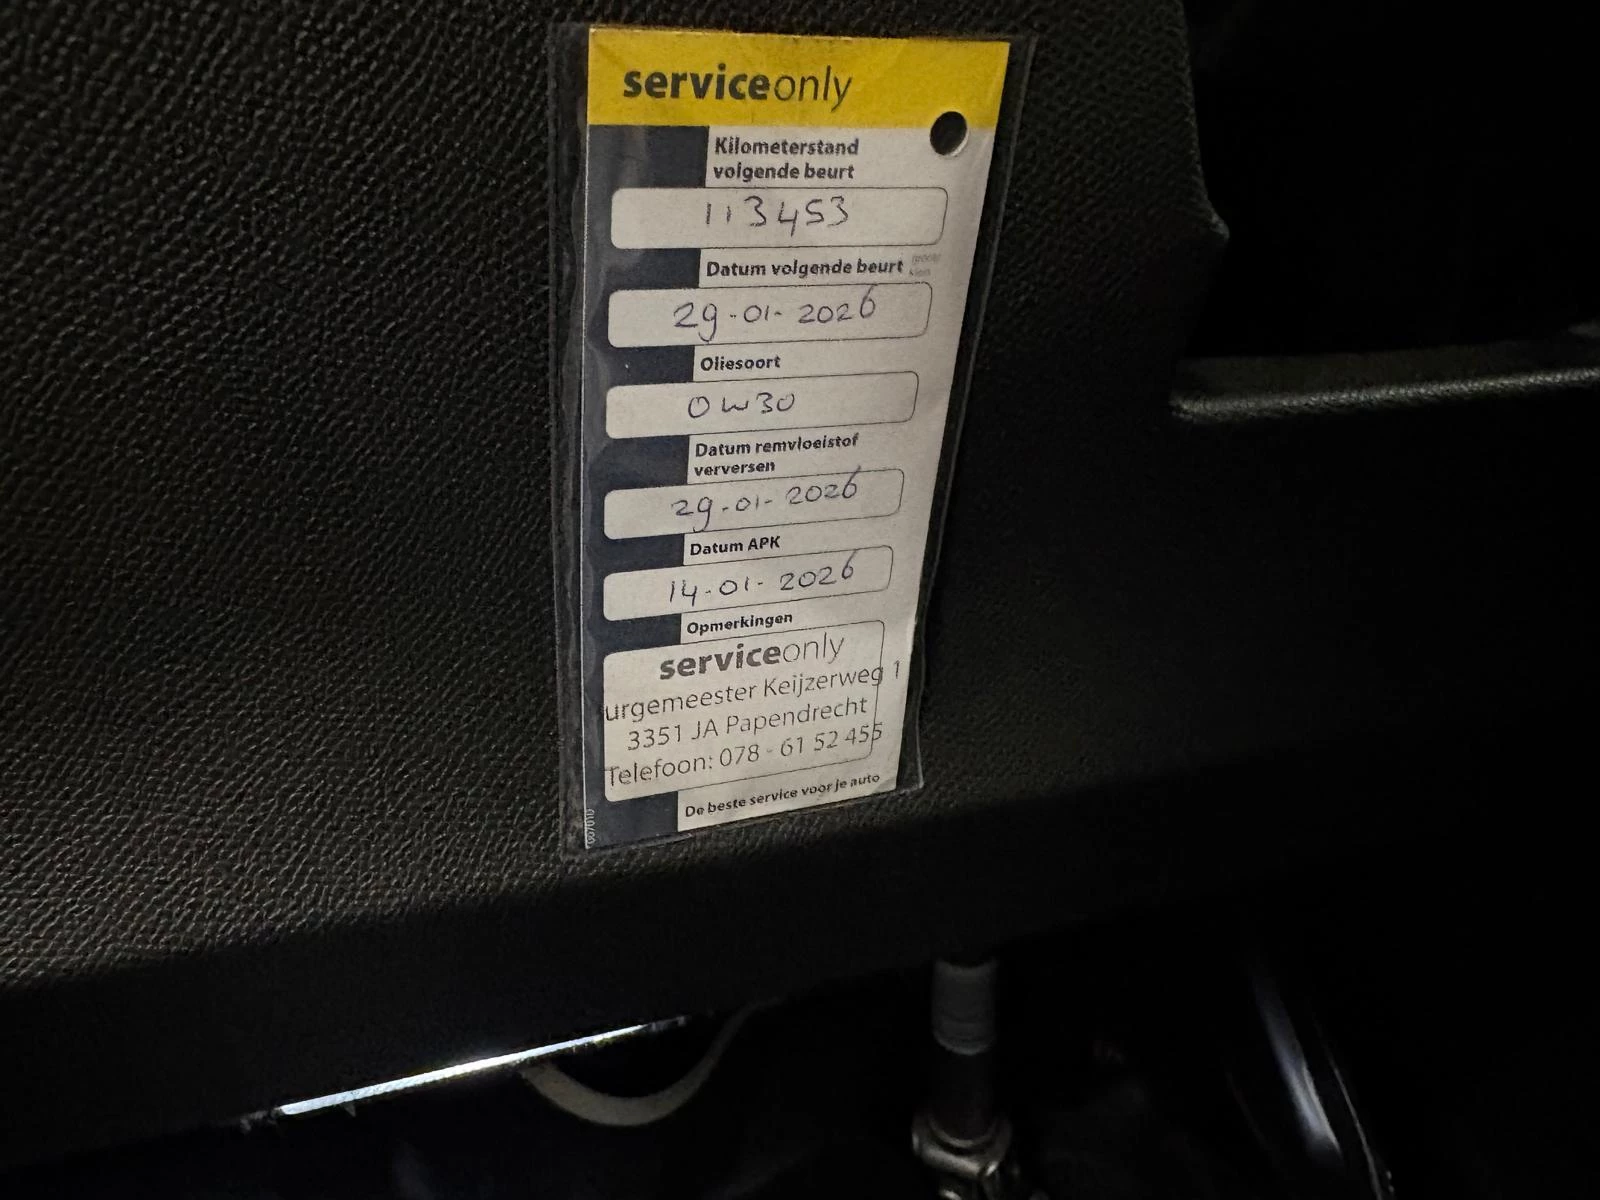 serviceonly
Kilometerstand
volgende beurt
113453
Datum volgende beurt
29-01-2026
Oliesoort
0W30
Datum remvloeistof
verversen
29-01-2026
Datum APK
14-01-2026
Opmerkingen
serviceonly
urgemeester Keijzerweg 1
3351 JA Papendrecht
Telefoon: 078 - 61 52 455
De beste service voor je auto